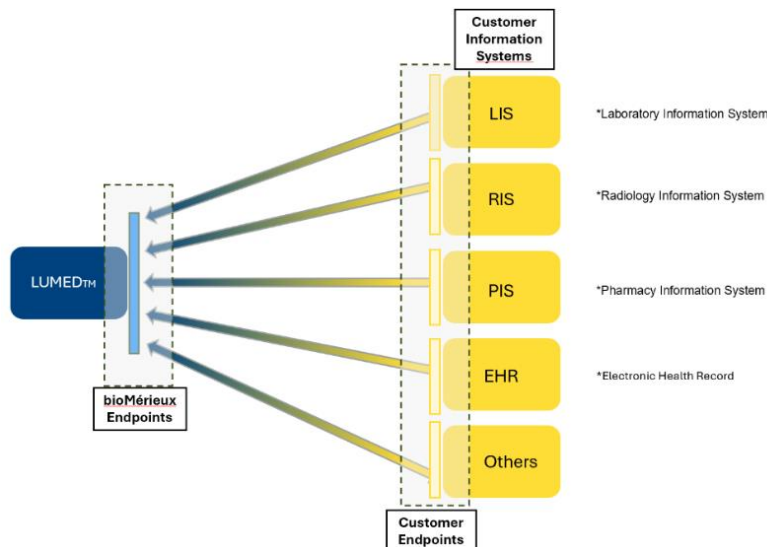 Customer
Information
Systems
LIS
*Laboratory Information System
RIS
*Radiology Information System
LUMED™
PIS
*Pharmacy Information System
EHR
*Electronic Health Record
bioMérieux
Endpoints
Others
Customer
Endpoints